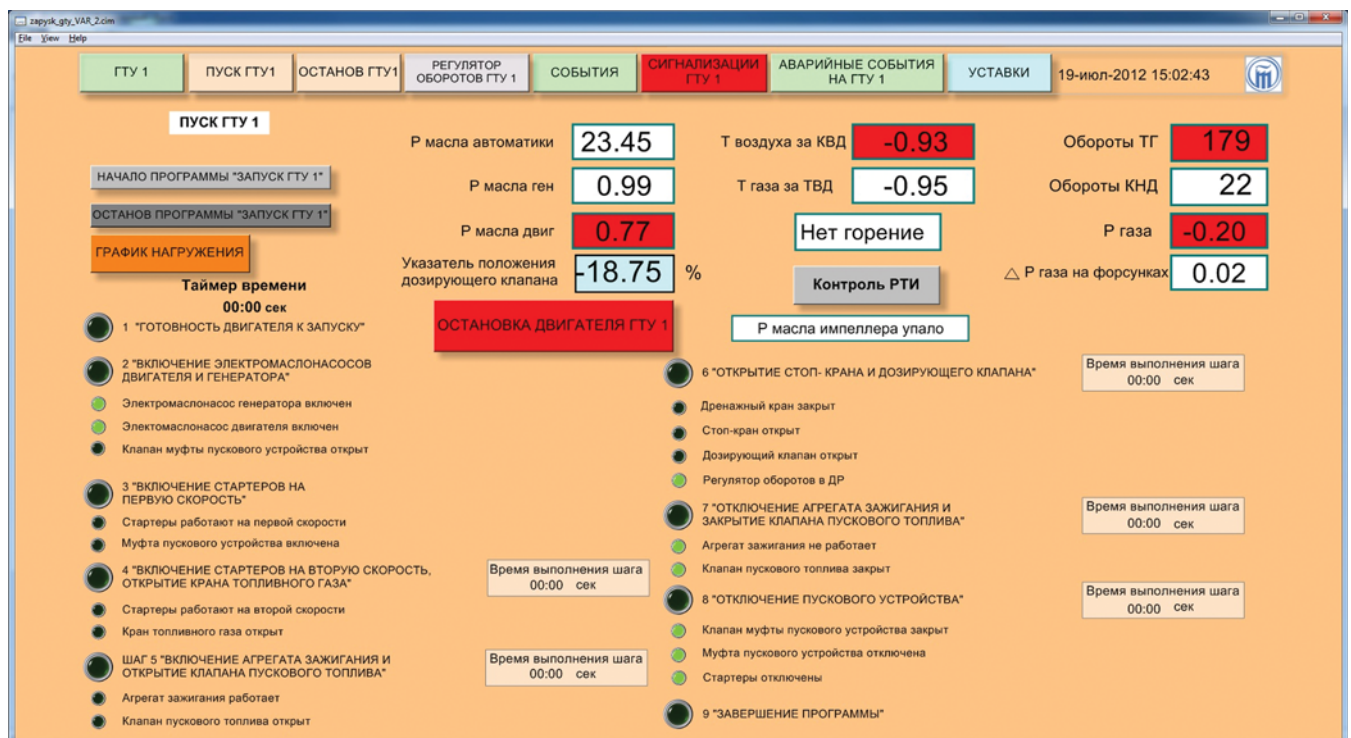 zapysk_gty_VAR_2.cim
File View Help
ГТУ 1
ПУСК ГТУ1
ОСТАНОВ ГТУ1
РЕГУЛЯТОР
ОБОРОТОВ ГТУ 1
СОБЫТИЯ
СИГНАЛИЗАЦИИ
ГТУ 1
АВАРИЙНЫЕ СОБЫТИЯ
НА ГТУ 1
УСТАВКИ
19-июл-2012 15:02:43
ПУСК ГТУ 1
НАЧАЛО ПРОГРАММЫ "ЗАПУСК ГТУ 1"
ОСТАНОВ ПРОГРАММЫ "ЗАПУСК ГТУ 1"
ГРАФИК НАГРУЖЕНИЯ
Таймер времени
00:00 сек
Р масла автоматики 23.45
Р масла ген 0.99
Р масла двиг 0.77
Указатель положения
дозирующего клапана -18.75 %
ОСТАНОВКА ДВИГАТЕЛЯ ГТУ 1
Т воздуха за КВД -0.93
Т газа за ТВД -0.95
Нет горение
Контроль РТИ
Р масла импеллера упало
Обороты ТГ 179
Обороты КНД 22
Р газа -0.20
△ Р газа на форсунках 0.02
1 "ГОТОВНОСТЬ ДВИГАТЕЛЯ К ЗАПУСКУ"
2 "ВКЛЮЧЕНИЕ ЭЛЕКТРОМАСЛОНАСОСОВ
ДВИГАТЕЛЯ И ГЕНЕРАТОРА"
Электромаслонасос генератора включен
Электомаслонасос двигателя включен
Клапан муфты пускового устройства открыт
3 "ВКЛЮЧЕНИЕ СТАРТЕРОВ НА
ПЕРВУЮ СКОРОСТЬ"
Стартеры работают на первой скорости
Муфта пускового устройства включена
4 "ВКЛЮЧЕНИЕ СТАРТЕРОВ НА ВТОРУЮ СКОРОСТЬ,
ОТКРЫТИЕ КРАНА ТОПЛИВНОГО ГАЗА"
Время выполнения шага
00:00 сек
Стартеры работают на второй скорости
Кран топливного газа открыт
ШАГ 5 "ВКЛЮЧЕНИЕ АГРЕГАТА ЗАЖИГАНИЯ И
ОТКРЫТИЕ КЛАПАНА ПУСКОВОГО ТОПЛИВА"
Время выполнения шага
00:00 сек
Агрегат зажигания работает
Клапан пускового топлива открыт
6 "ОТКРЫТИЕ СТОП- КРАНА И ДОЗИРУЮЩЕГО КЛАПАНА"
Время выполнения шага
00:00 сек
Дренажный кран закрыт
Стоп-кран открыт
Дозирующий клапан открыт
Регулятор оборотов в ДР
7 "ОТКЛЮЧЕНИЕ АГРЕГАТА ЗАЖИГАНИЯ И
ЗАКРЫТИЕ КЛАПАНА ПУСКОВОГО ТОПЛИВА"
Время выполнения шага
00:00 сек
Агрегат зажигания не работает
Клапан пускового топлива закрыт
8 "ОТКЛЮЧЕНИЕ ПУСКОВОГО УСТРОЙСТВА"
Время выполнения шага
00:00 сек
Клапан муфты пускового устройства закрыт
Муфта пускового устройства отключена
Стартеры отключены
9 "ЗАВЕРШЕНИЕ ПРОГРАММЫ"